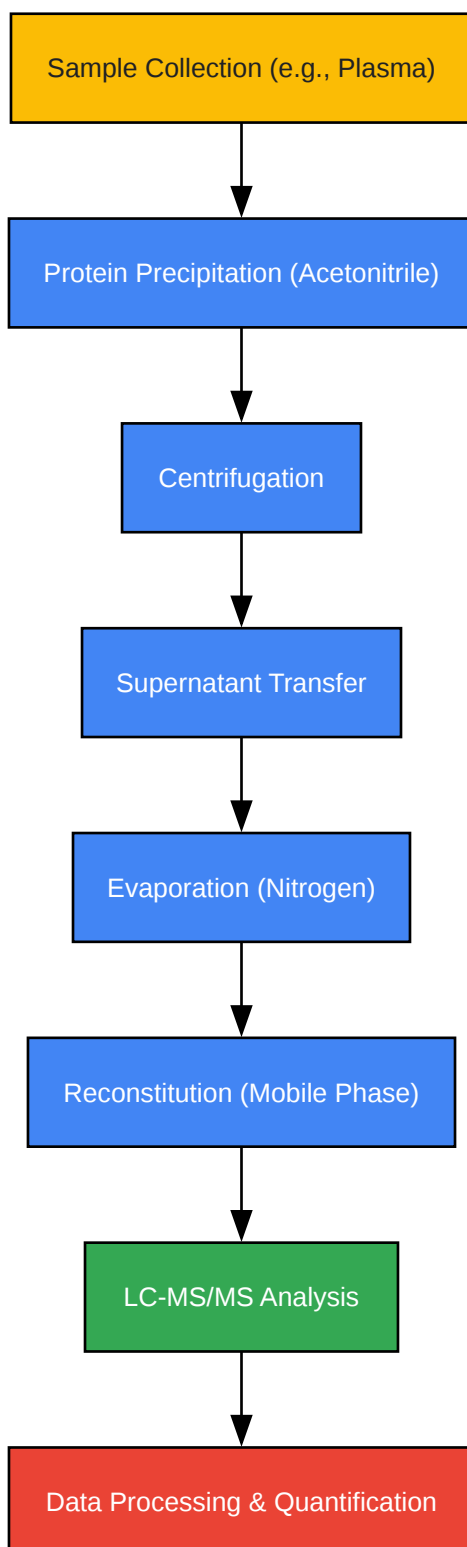 Sample Collection (e.g., Plasma)
Protein Precipitation (Acetonitrile)
Centrifugation
Supernatant Transfer
Evaporation (Nitrogen)
Reconstitution (Mobile Phase)
LC-MS/MS Analysis
Data Processing & Quantification